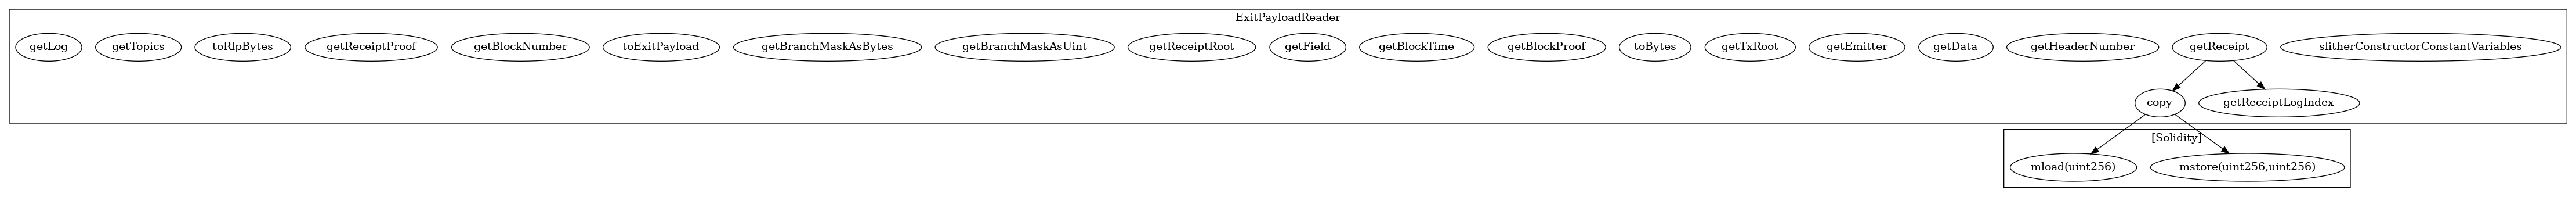 ExitPayloadReader
getLog
getTopics
toRlpBytes
getReceiptProof
getBlockNumber
toExitPayload
getBranchMaskAsBytes
getBranchMaskAsUint
getReceiptRoot
getField
getBlockTime
getBlockProof
toBytes
getTxRoot
getEmitter
getData
getHeaderNumber
getReceipt
slitherConstructorConstantVariables
copy
getReceiptLogIndex
[Solidity]
mload(uint256)
mstore(uint256,uint256)